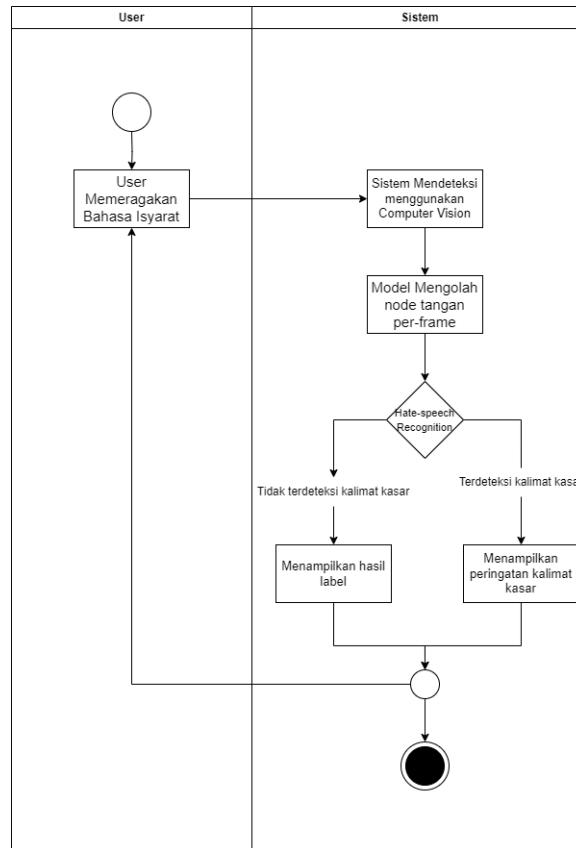 User
Sistem
User
Memeragakan
Bahasa Isyarat
Sistem Mendeteksi
menggunakan
Computer Vision
Model Mengolah
node tangan
per-frame
Hate-speech
Recognition
Tidak terdeteksi kalimat kasar
Terdeteksi kalimat kasa
Menampilkan hasil
label
Menampilkan
peringatan kalimat
kasar